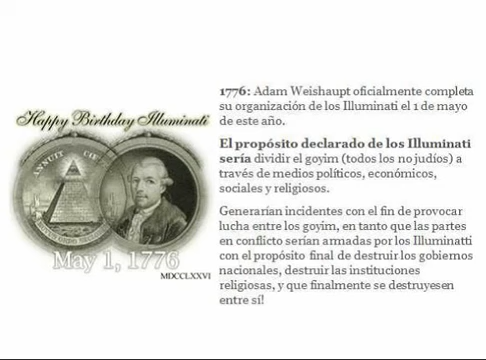 Happy Birthday Illuminati
ANNUIT CŒ
May 1, 1776
MDCCLXXVI
1776: Adam Weishaupt oficialmente completa
su organización de los Illuminati el 1 de mayo
de este año.
El propósito declarado de los Illuminati
sería dividir el goyim (todos los no judíos) a
través de medios políticos, económicos,
sociales y religiosos.
Generarían incidentes con el fin de provocar
lucha entre los goyim, en tanto que las partes
en conflicto serían armadas por los Illuminatti
con el propósito final de destruir los gobiernos
nacionales, destruir las instituciones
religiosas, y que finalmente se destruyesen
entre sí!